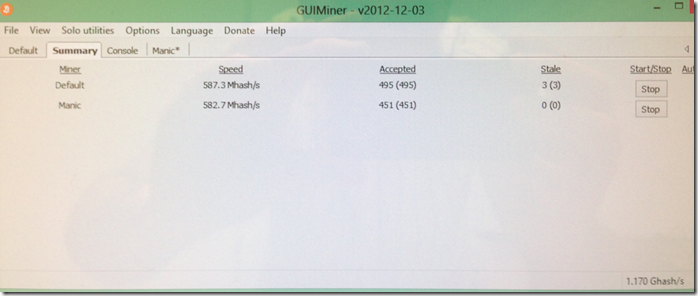 GUIMiner - v2012-12-03
File View Solo utilities Options Language Donate Help
Default Summary Console Manic*
Miner Speed Accepted Stale Start/Stop Aut
Default 587.3 Mhash/s 495 (495) 3 (3) Stop
Manic 582.7 Mhash/s 451 (451) 0 (0) Stop
1.170 Ghash/s